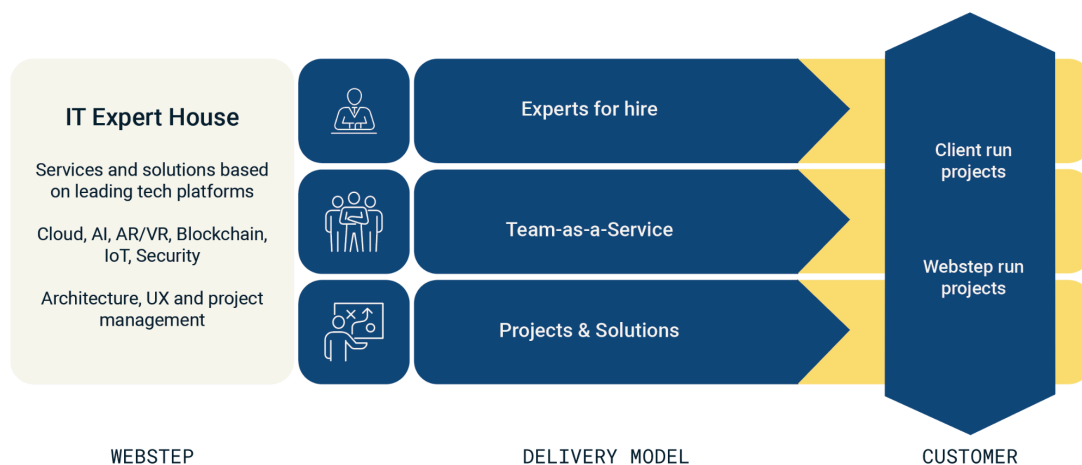 IT Expert House
Services and solutions based
on leading tech platforms
Cloud, AI, AR/VR, Blockchain,
IoT, Security
Architecture, UX and project
management
Experts for hire
Team-as-a-Service
Projects & Solutions
Client run
projects
Webstep run
projects
WEBSTEP
DELIVERY MODEL
CUSTOMER